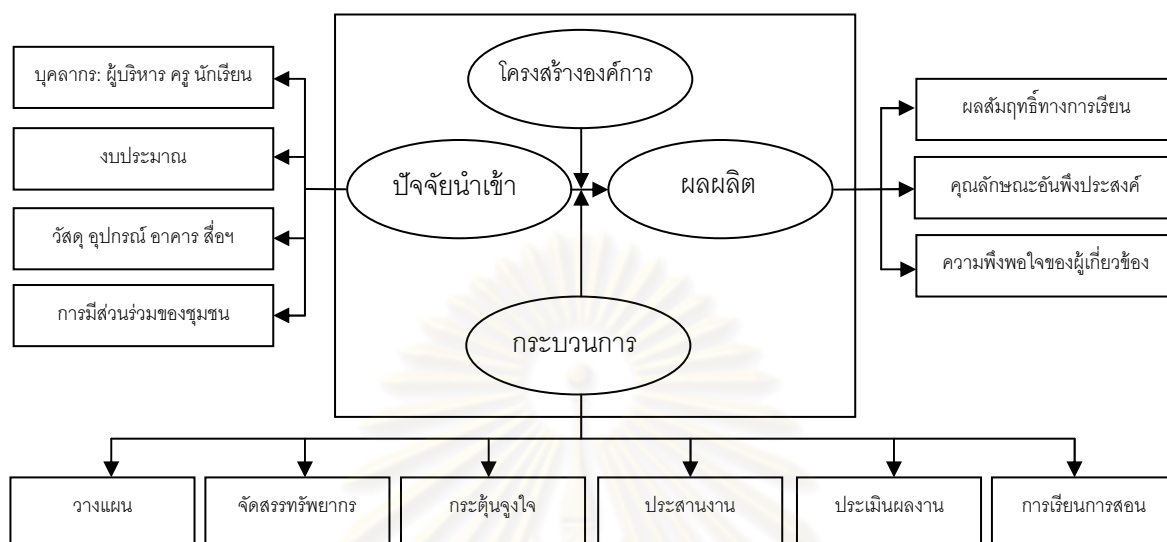 บุคลากร: ผู้บริหาร ครู นักเรียน
งบประมาณ
วัสดุ อุปกรณ์ อาคาร สื่อฯ
การมีส่วนร่วมของชุมชน
โครงสร้างองค์การ
ปัจจัยนำเข้า
ผลผลิต
กระบวนการ
ผลสัมฤทธิ์ทางการเรียน
คุณลักษณะอันพึงประสงค์
ความพึงพอใจของผู้เกี่ยวข้อง
วางแผน
จัดสรรทรัพยากร
กระตุ้นจูงใจ
ประสานงาน
ประเมินผลงาน
การเรียนการสอน